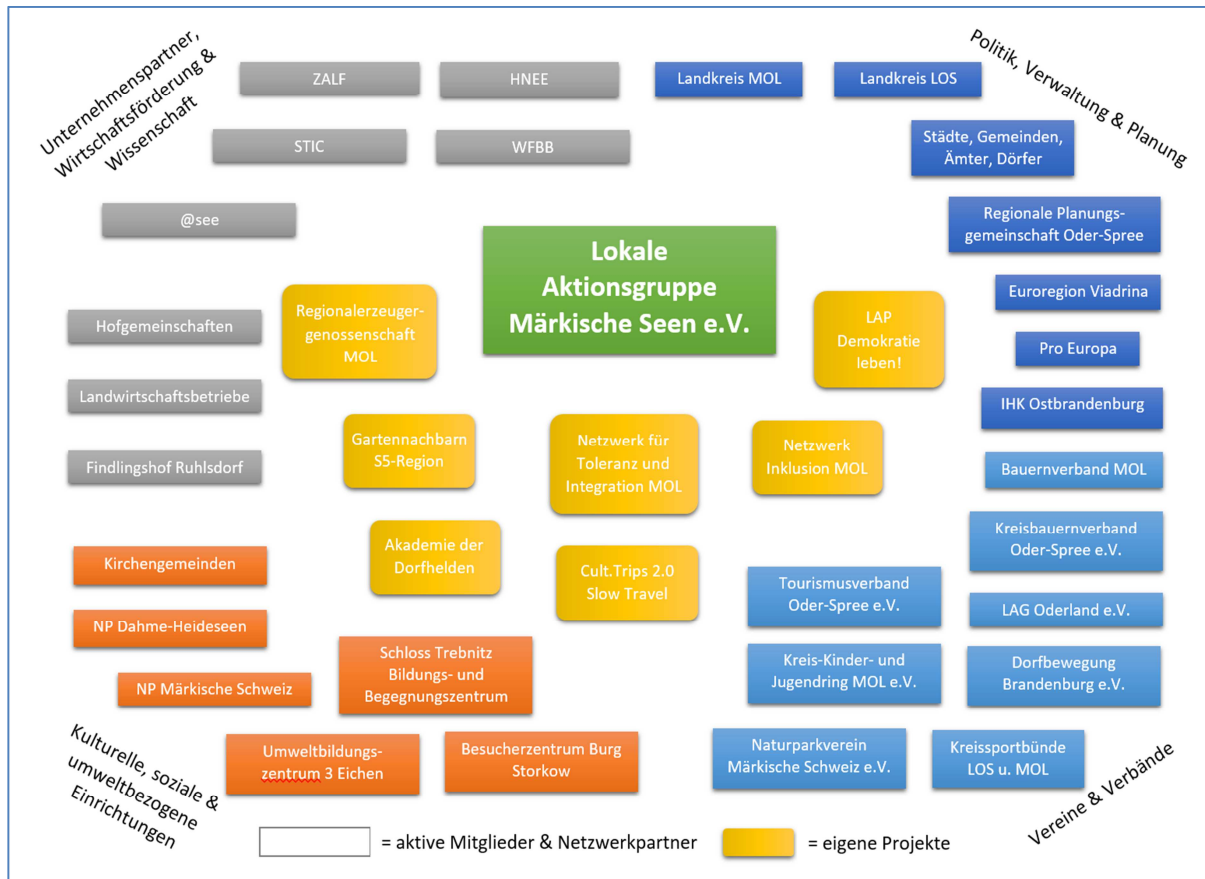 Unternehmenspartner,
Wirtschaftsförderung &
Wissenschaft
ZALF
HNEE
Landkreis MOL
Landkreis LOS
Politik, Verwaltung & Planung
STIC
WFBB
Städte, Gemeinden,
Ämter, Dörfer
@see
Regionale Planungs-
gemeinschaft Oder-Spree
Lokale
Aktionsgruppe
Märkische Seen e.V.
Euroregion Viadrina
Hofgemeinschaften
Regionalerzeuger-
genossenschaft
MOL
LAP
Demokratie
leben!
Pro Europa
Landwirtschaftsbetriebe
IHK Ostbrandenburg
Findlingshof Ruhlsdorf
Gartennachbarn
S5-Region
Netzwerk für
Toleranz und
Integration MOL
Netzwerk
Inklusion MOL
Bauernverband MOL
Kreisbauernverband
Oder-Spree e.V.
Kirchengemeinden
Akademie der
Dorfhelden
Cult.Trips 2.0
Slow Travel
Tourismusverband
Oder-Spree e.V.
LAG Oderland e.V.
NP Dahme-Heideseen
Schloss Trebnitz
Bildungs- und
Begegnungszentrum
Kreis-Kinder- und
Jugendring MOL e.V.
Dorfbewegung
Brandenburg e.V.
NP Märkische Schweiz
Kulturelle, soziale &
umweltbezogene
Einrichtungen
Umweltbildungs-
zentrum 3 Eichen
Besucherzentrum Burg
Storkow
Naturparkverein
Märkische Schweiz e.V.
Kreissportbünde
LOS u. MOL
Vereine & Verbände
= aktive Mitglieder & Netzwerkpartner
= eigene Projekte